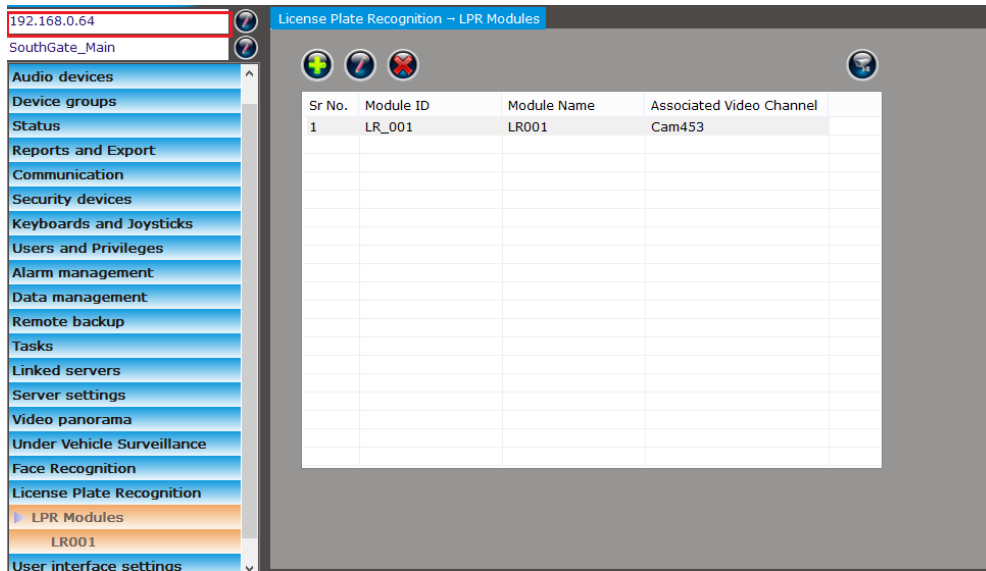 192.168.0.64
SouthGate_Main
Audio devices
Device groups
Status
Reports and Export
Communication
Security devices
Keyboards and Joysticks
Users and Privileges
Alarm management
Data management
Remote backup
Tasks
Linked servers
Server settings
Video panorama
Under Vehicle Surveillance
Face Recognition
License Plate Recognition
LPR Modules
LR001
User interface settings
License Plate Recognition → LPR Modules
Sr No. Module ID Module Name Associated Video Channel
1 LR_001 LR001 Cam453